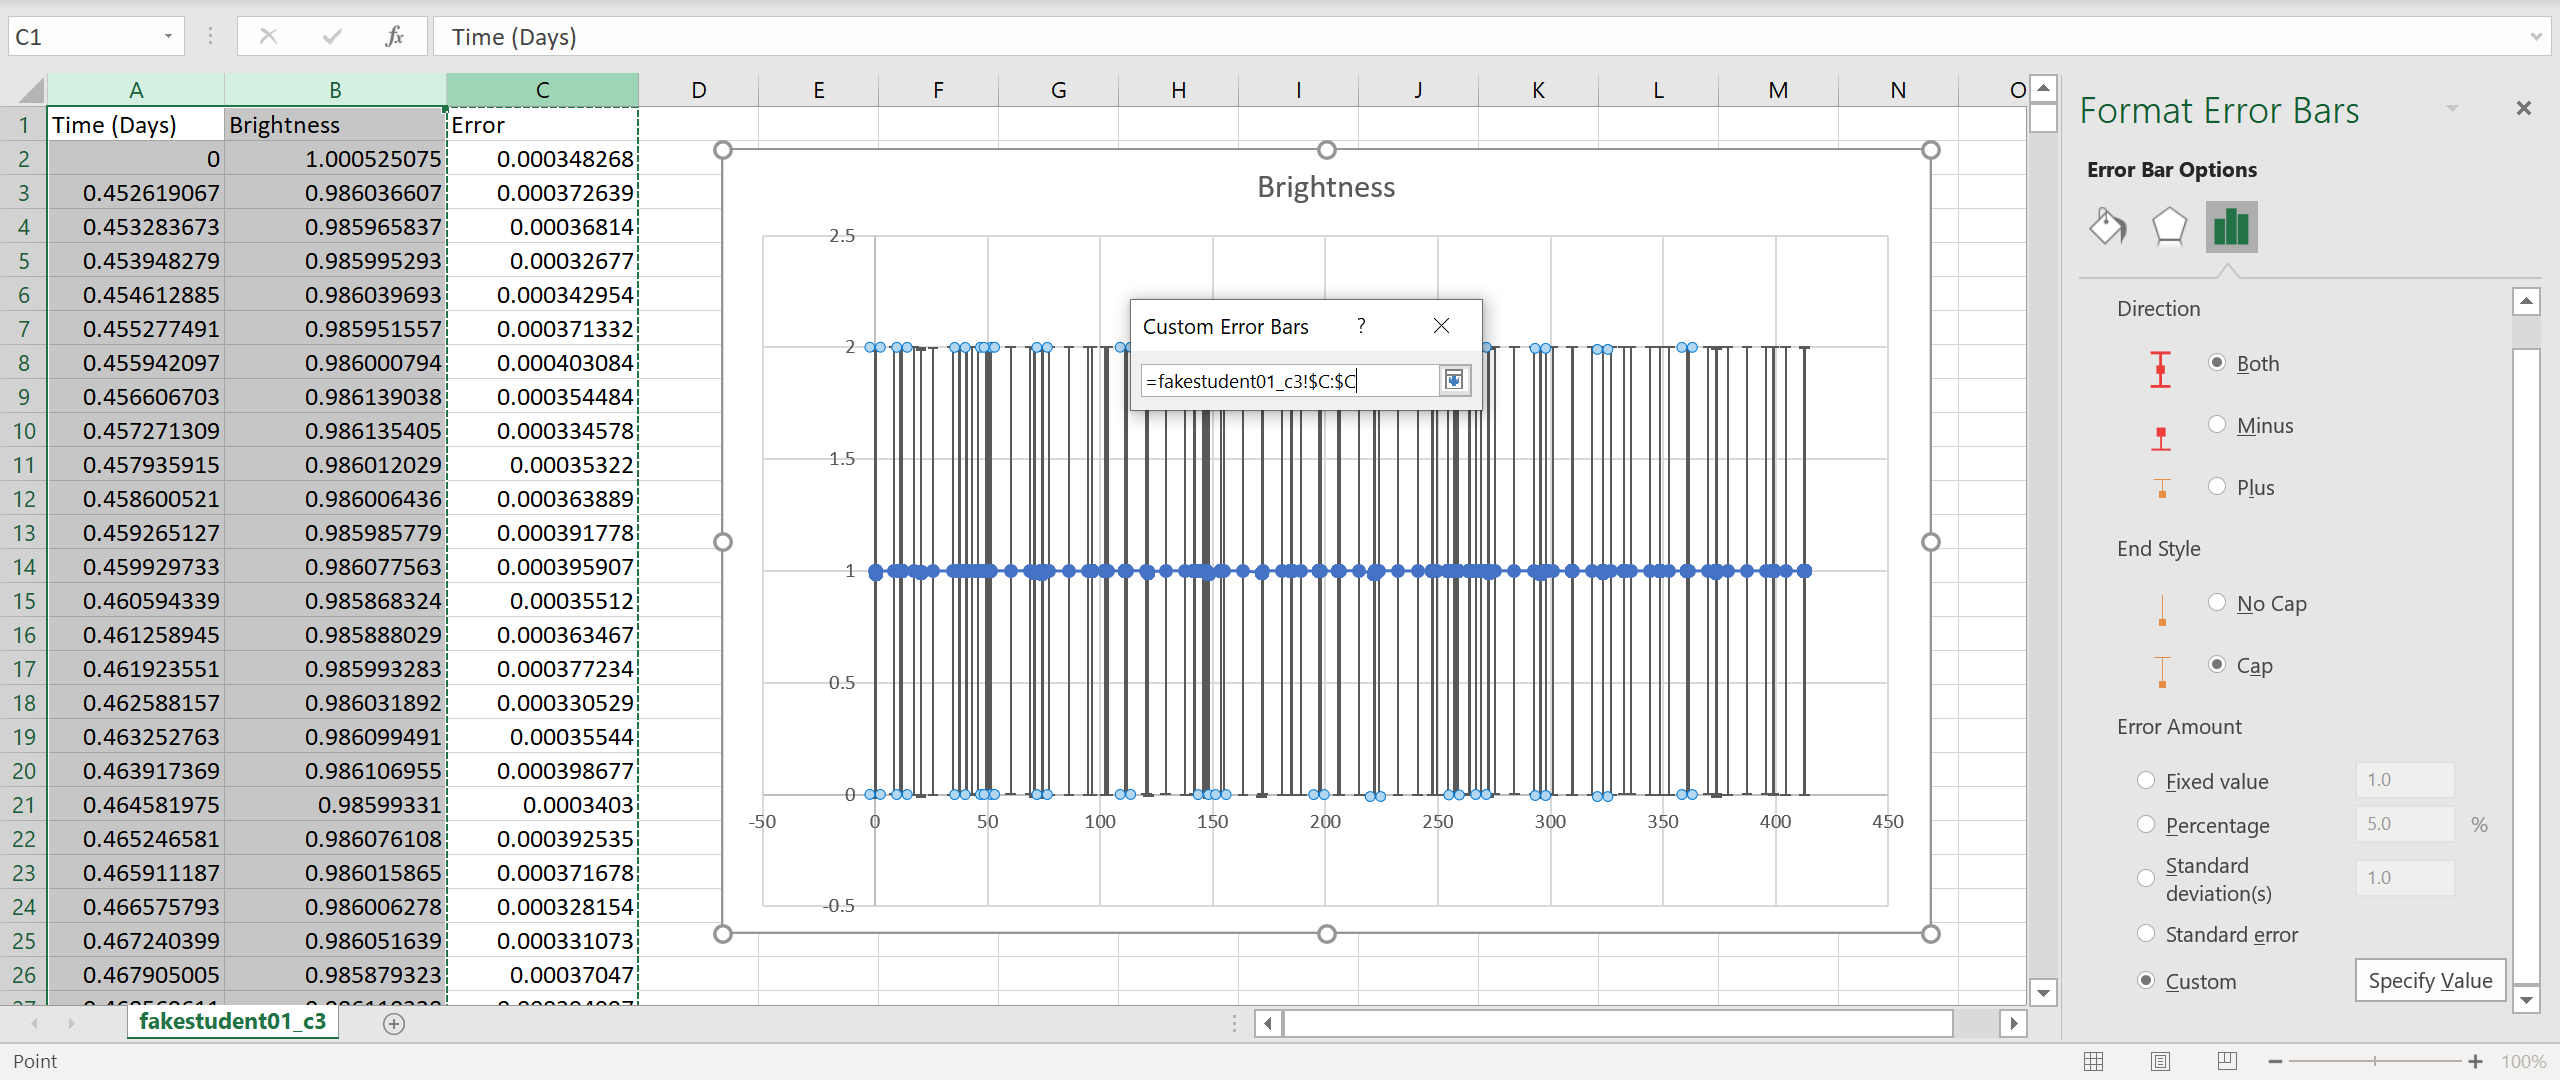 C1
fx
Time (Days)
A B C D E F G H I J K L M N O
1 Time (Days) Brightness Error
2 0 1.000525075 0.000348268
3 0.452619067 0.986036607 0.000372639
4 0.453283673 0.985965837 0.00036814
5 0.453948279 0.985995293 0.00032677
6 0.454612885 0.986039693 0.000342954
7 0.455277491 0.985951557 0.000371332
8 0.455942097 0.986000794 0.000403084
9 0.456606703 0.986139038 0.000354484
10 0.457271309 0.986135405 0.000334578
11 0.457935915 0.986012029 0.00035322
12 0.458600521 0.986006436 0.000363889
13 0.459265127 0.985985779 0.000391778
14 0.459929733 0.986077563 0.000395907
15 0.460594339 0.985868324 0.00035512
16 0.461258945 0.985888029 0.000363467
17 0.461923551 0.985993283 0.000377234
18 0.462588157 0.986031892 0.000330529
19 0.463252763 0.986099491 0.00035544
20 0.463917369 0.986106955 0.000398677
21 0.464581975 0.98599331 0.0003403
22 0.465246581 0.986076108 0.000392535
23 0.465911187 0.986015865 0.000371678
24 0.466575793 0.986006278 0.000328154
25 0.467240399 0.986051639 0.000331073
26 0.467905005 0.985879323 0.00037047
Brightness
2.5
2
1.5
1
0.5
0
-0.5
-50 0 50 100 150 200 250 300 350 400 450
Custom Error Bars ?
=fakestudent01_c3!$C:$C
Format Error Bars
Error Bar Options
Direction
Both
Minus
Plus
End Style
No Cap
Cap
Error Amount
Fixed value 1.0
Percentage 5.0 %
Standard
deviation(s) 1.0
Standard error
Custom Specify Value
fakestudent01_c3
Point
100%